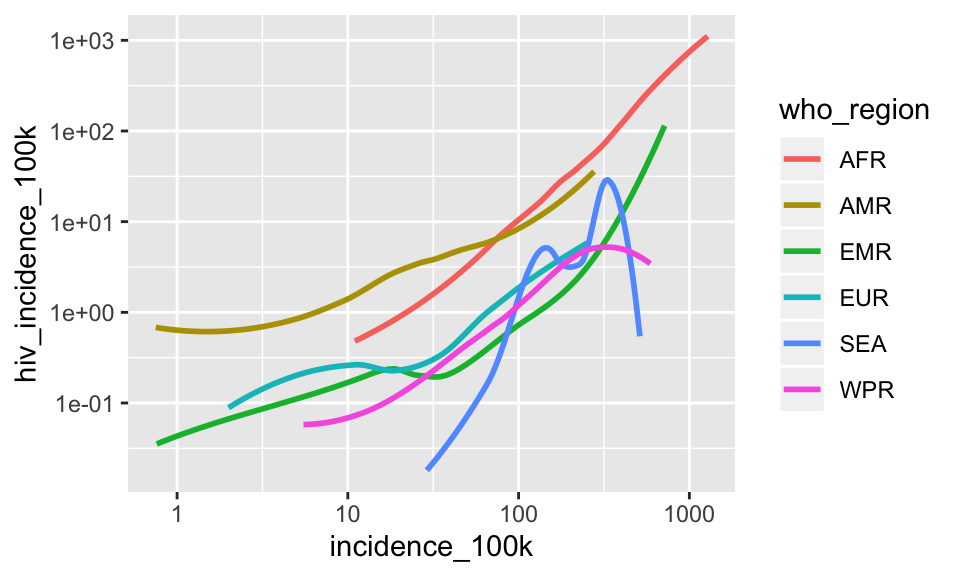 1e+03
1e+02
1e+01
1e+00
1e-01
hiv_incidence_100k
1 10 100 1000
incidence_100k
who_region
AFR
AMR
EMR
EUR
SEA
WPR